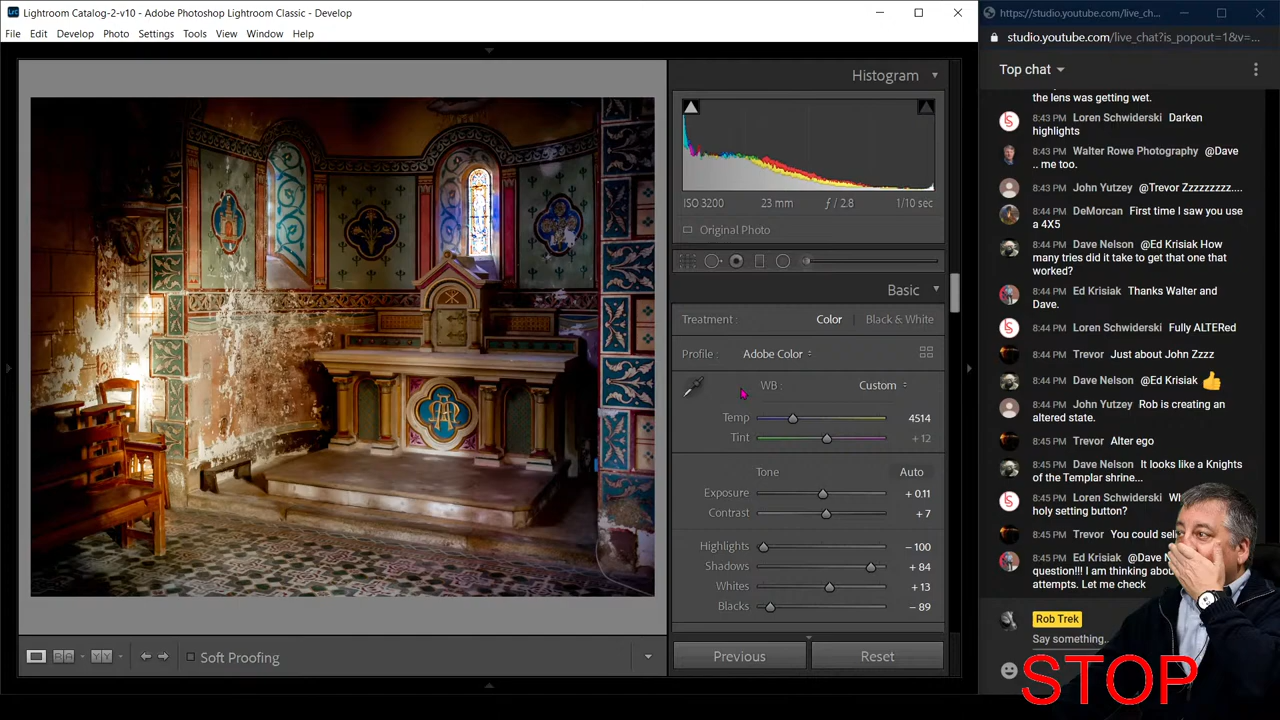 Lightroom Catalog-2-v10 - Adobe Photoshop Lightroom Classic - Develop
File Edit Develop Photo Settings Tools View Window Help
Histogram
ISO 3200 23 mm ƒ / 2.8 1/10 sec
Original Photo
Basic
Treatment : Color Black & White
Profile : Adobe Color
WB : Custom
Temp 4514
Tint + 12
Tone Auto
Exposure + 0.11
Contrast + 7
Highlights – 100
Shadows + 84
Whites + 13
Blacks – 89
Previous Reset
Soft Proofing
https://studio.youtube.com/live_c...
studio.youtube.com/live_chat?is_popout=1&v=...
Top chat
the lens was getting wet.
8:43 PM Loren Schwiderski Darken
highlights
8:43 PM Walter Rowe Photography @Dave
.. me too.
8:43 PM John Yutzey @Trevor Zzzzzzzzz....
8:44 PM DeMorcan First time I saw you use
a 4X5
8:44 PM Dave Nelson @Ed Krisiak How
many tries did it take to get that one that
worked?
8:44 PM Ed Krisiak Thanks Walter and
Dave.
8:44 PM Loren Schwiderski Fully ALTERed
8:44 PM Trevor Just about John Zzzz
8:44 PM Dave Nelson @Ed Krisiak
8:44 PM John Yutzey Rob is creating an
altered state.
8:45 PM Trevor Alter ego
8:45 PM Dave Nelson It looks like a Knights
of the Templar shrine...
8:45 PM Loren Schwiderski
holy setting button?
8:45 PM Trevor You could
8:45 PM Ed Krisiak @Dave
question!!! I am thinking
attempts. Let me check
Rob Trek
Say something..
STOP